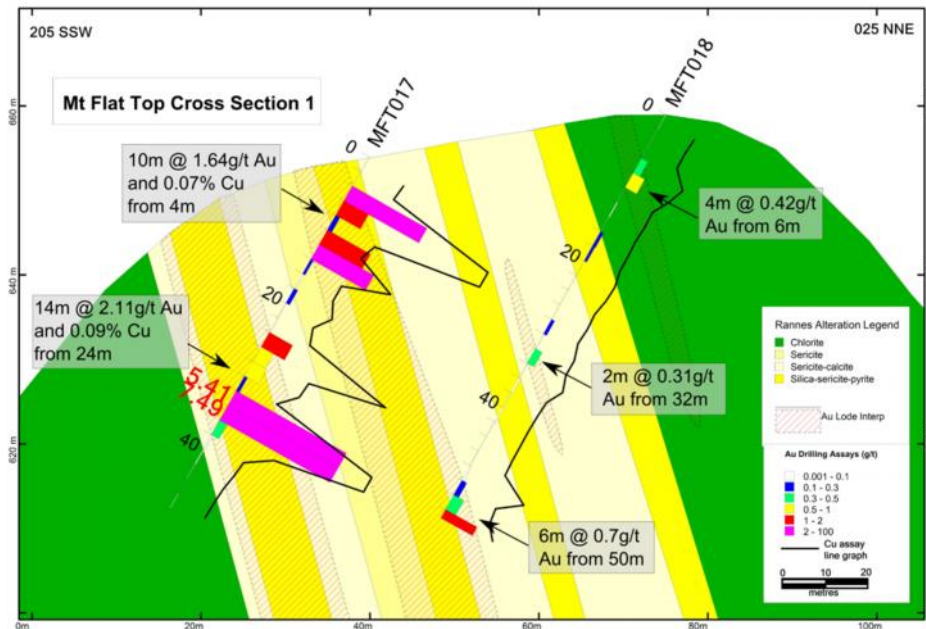 205 SSW
025 NNE
Mt Flat Top Cross Section 1
0
MFT017
0
MFT018
660 m
640 m
620 m
10m @ 1.64g/t Au
and 0.07% Cu
from 4m
4m @ 0.42g/t
Au from 6m
20
20
14m @ 2.11g/t Au
and 0.09% Cu
from 24m
5.41
7.49
40
40
2m @ 0.31g/t
Au from 32m
6m @ 0.7g/t
Au from 50m
Rannes Alteration Legend
Chlorite
Sericite
Sericite-calcite
Silica-sericite-pyrite
Au Lode Interp
Au Drilling Assays (g/t)
0.001 - 0.1
0.1 - 0.3
0.3 - 0.5
0.5 - 1
1 - 2
2 - 100
Cu assay
line graph
0 10 20
metres
0m 20m 40m 60m 80m 100m